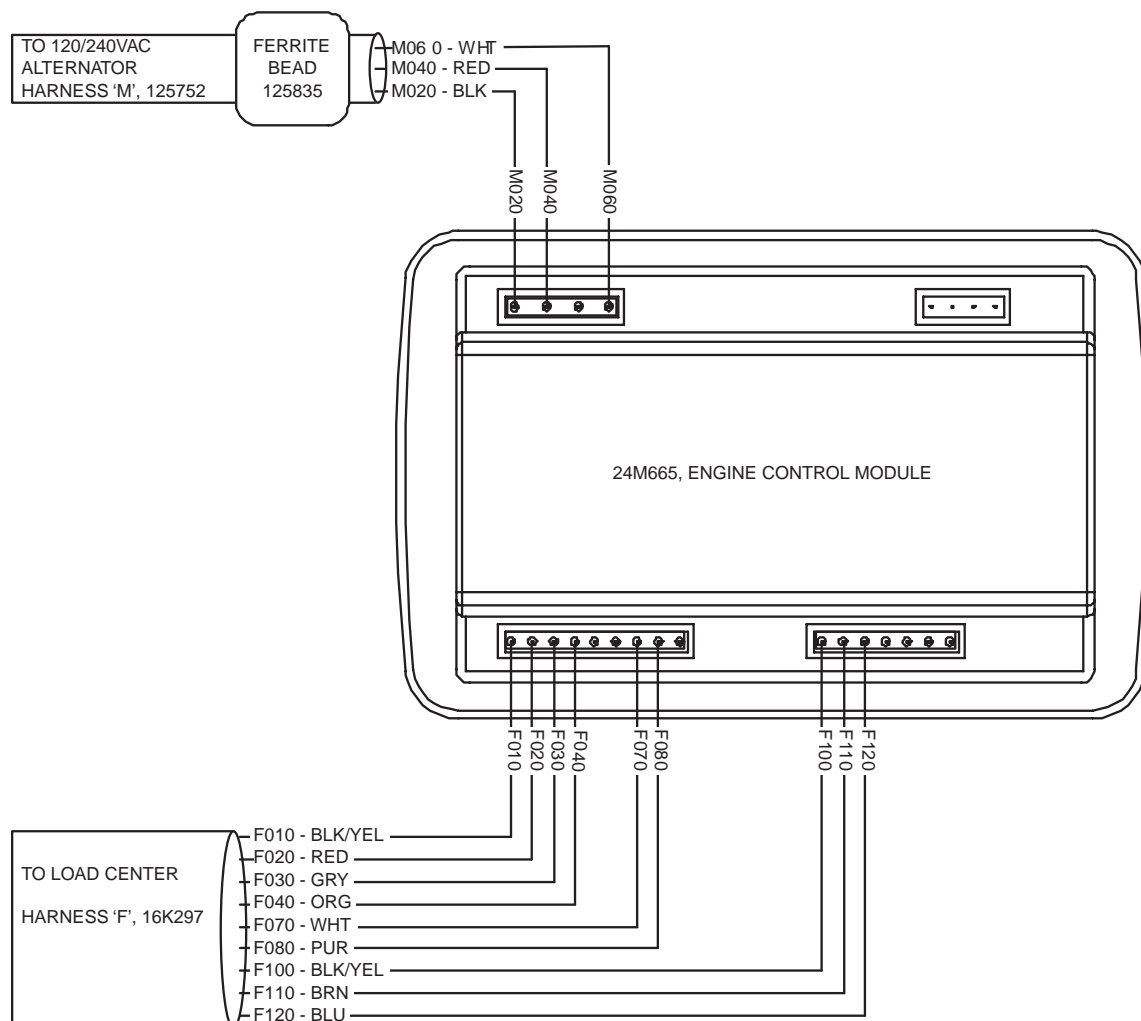 TO 120/240VAC
ALTERNATOR
HARNESS ‘M’, 125752
FERRITE
BEAD
125835
M06 0 - WHT
M040 - RED
M020 - BLK
M020
M040
M060
24M665, ENGINE CONTROL MODULE
F010
F020
F030
F040
F070
F080
F100
F110
F120
TO LOAD CENTER
HARNESS ‘F’, 16K297
F010 - BLK/YEL
F020 - RED
F030 - GRY
F040 - ORG
F070 - WHT
F080 - PUR
F100 - BLK/YEL
F110 - BRN
F120 - BLU